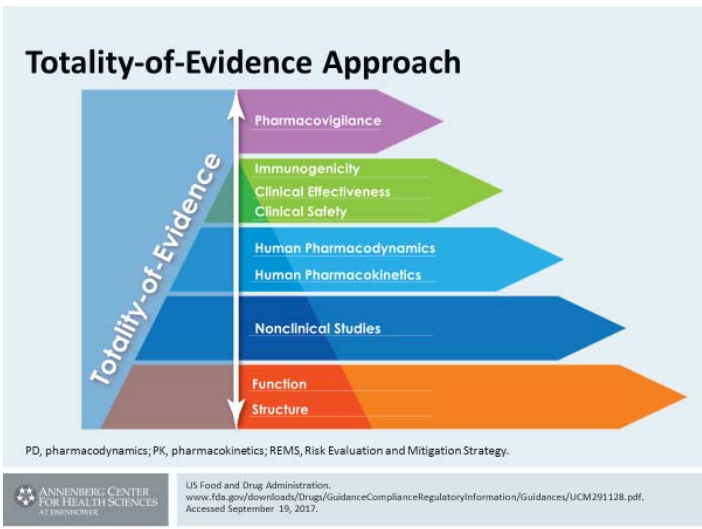 Totality-of-Evidence Approach
Totality-of-Evidence
Pharmacovigilance
Immunogenicity
Clinical Effectiveness
Clinical Safety
Human Pharmacodynamics
Human Pharmacokinetics
Nonclinical Studies
Function
Structure
PD, pharmacodynamics; PK, pharmacokinetics; REMS, Risk Evaluation and Mitigation Strategy.
ANNENBERG CENTER
FOR HEALTH SCIENCES
AT EISENHOWER
US Food and Drug Administration.
www.fda.gov/downloads/Drugs/GuidanceComplianceRegulatoryInformation/Guidances/UCM291128.pdf.
Accessed September 19, 2017.